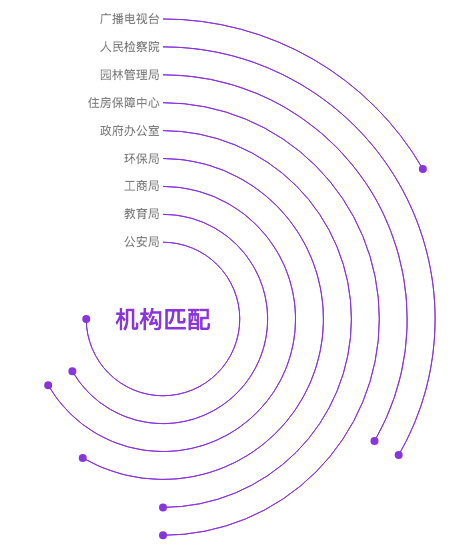 广播电视台
人民检察院
园林管理局
住房保障中心
政府办公室
环保局
工商局
教育局
公安局
机构匹配